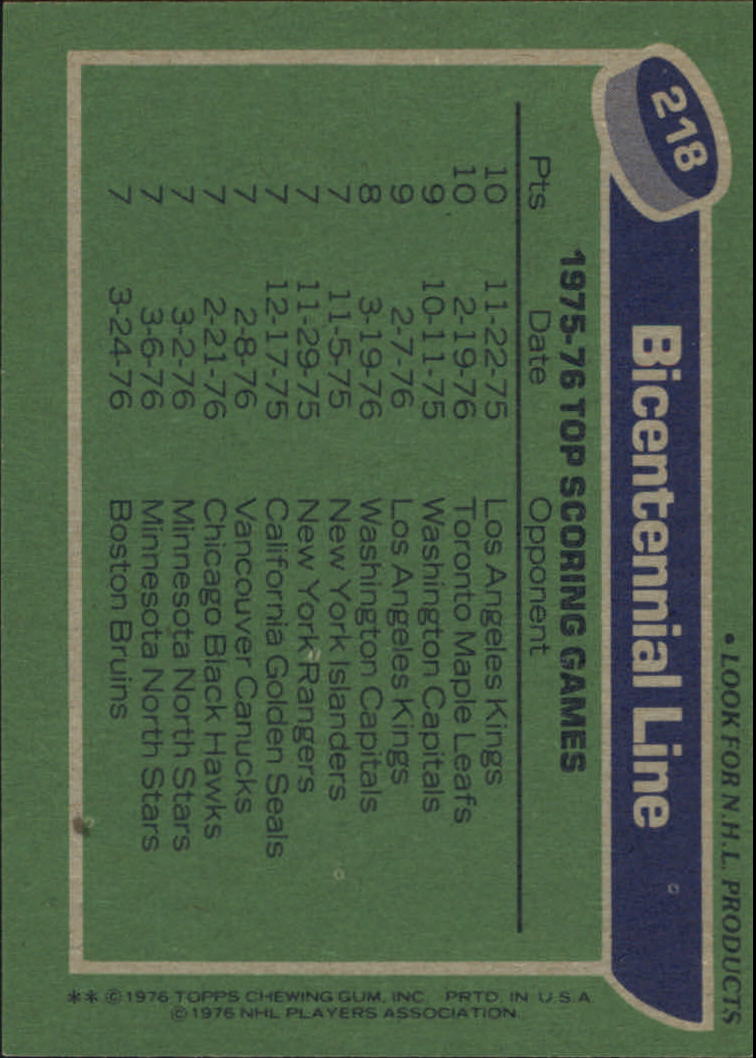 • LOOK FOR N.H.L. PRODUCTS
218 Bicentennial Line
1975-76 TOP SCORING GAMES
Pts Date Opponent
10 11-22-75 Los Angeles Kings
10 2-19-76 Toronto Maple Leafs
9 10-11-75 Washington Capitals
9 2-7-76 Los Angeles Kings
8 3-19-76 Washington Capitals
7 11-5-75 New York Islanders
7 11-29-75 New York Rangers
7 12-17-75 California Golden Seals
7 2-8-76 Vancouver Canucks
7 2-21-76 Chicago Black Hawks
7 3-2-76 Minnesota North Stars
7 3-6-76 Minnesota North Stars
7 3-24-76 Boston Bruins
** © 1976 TOPPS CHEWING GUM, INC. PRTD. IN U.S.A.
© 1976 NHL PLAYERS ASSOCIATION.